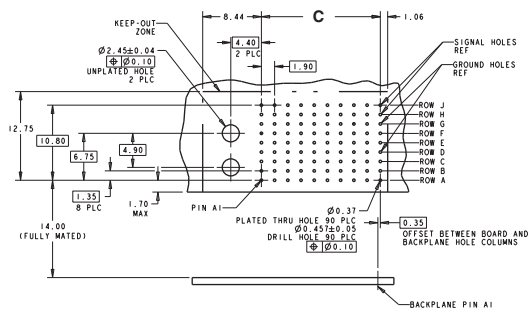 8.44
C
1.06
KEEP-OUT
ZONE
4.40
2 PLC
1.90
SIGNAL HOLES
REF
GROUND HOLES
REF
Ø2.45±0.04
⌖ Ø0.10
UNPLATED HOLE
2 PLC
ROW J
ROW H
ROW G
ROW F
ROW E
ROW D
ROW C
ROW B
ROW A
12.75
10.80
6.75
4.90
1.35
8 PLC
1.70
MAX
PIN A1
14.00
(FULLY MATED)
Ø0.37
PLATED THRU HOLE 90 PLC
Ø0.457±0.05
DRILL HOLE 90 PLC
⌖ Ø0.10
0.35
OFFSET BETWEEN BOARD AND
BACKPLANE HOLE COLUMNS
BACKPLANE PIN A1